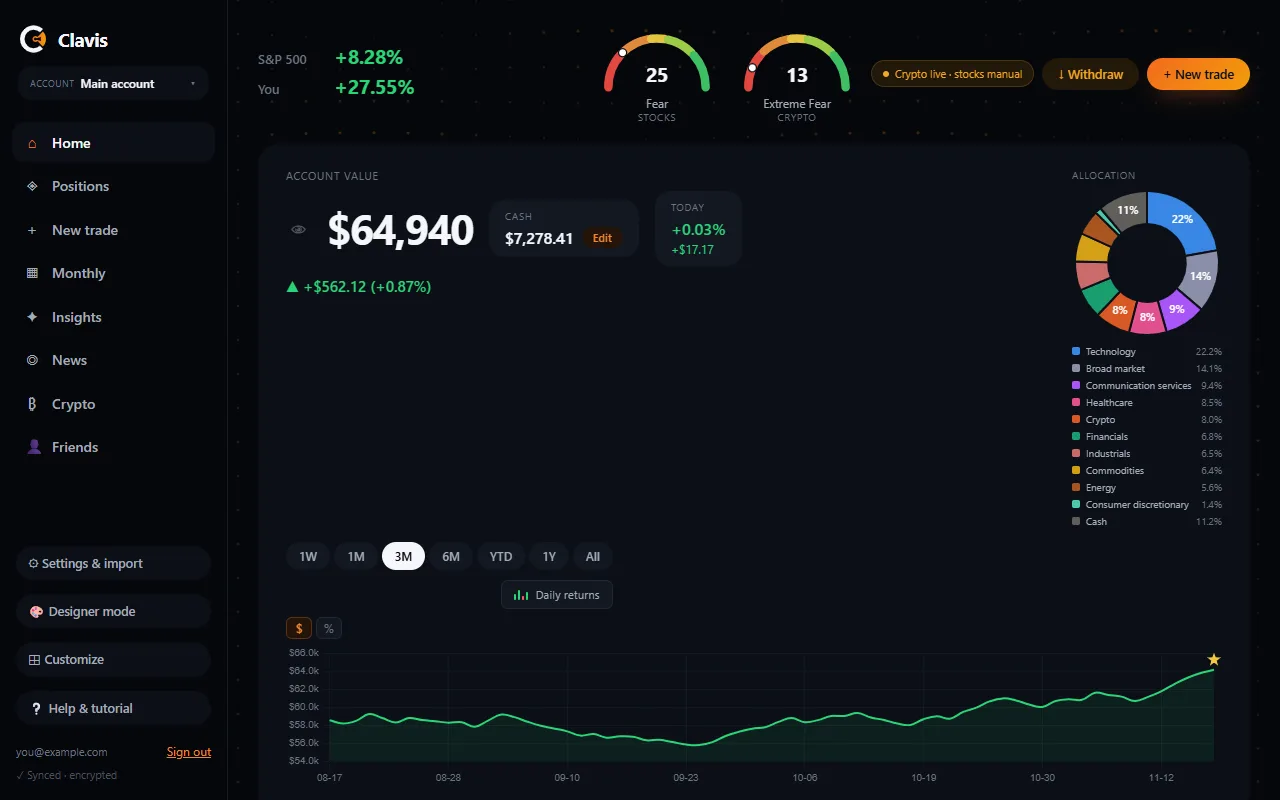 Clavis
ACCOUNT Main account
Home
Positions
+ New trade
Monthly
Insights
News
Crypto
Friends
Settings & import
Designer mode
Customize
? Help & tutorial
you@example.com Sign out
✓ Synced · encrypted
S&P 500 +8.28%
You +27.55%
25
Fear
STOCKS
13
Extreme Fear
CRYPTO
Crypto live · stocks manual
↓ Withdraw
+ New trade
ACCOUNT VALUE
$64,940
CASH
$7,278.41 Edit
TODAY
+0.03%
+$17.17
▲ +$562.12 (+0.87%)
ALLOCATION
11%
22%
14%
9%
8%
8%
Technology 22.2%
Broad market 14.1%
Communication services 9.4%
Healthcare 8.5%
Crypto 8.0%
Financials 6.8%
Industrials 6.5%
Commodities 6.4%
Energy 5.6%
Consumer discretionary 1.4%
Cash 11.2%
1W 1M 3M 6M YTD 1Y All
Daily returns
$ %
$66.0k
$64.0k
$62.0k
$60.0k
$58.0k
$56.0k
$54.0k
08-17 08-28 09-10 09-23 10-06 10-19 10-30 11-12